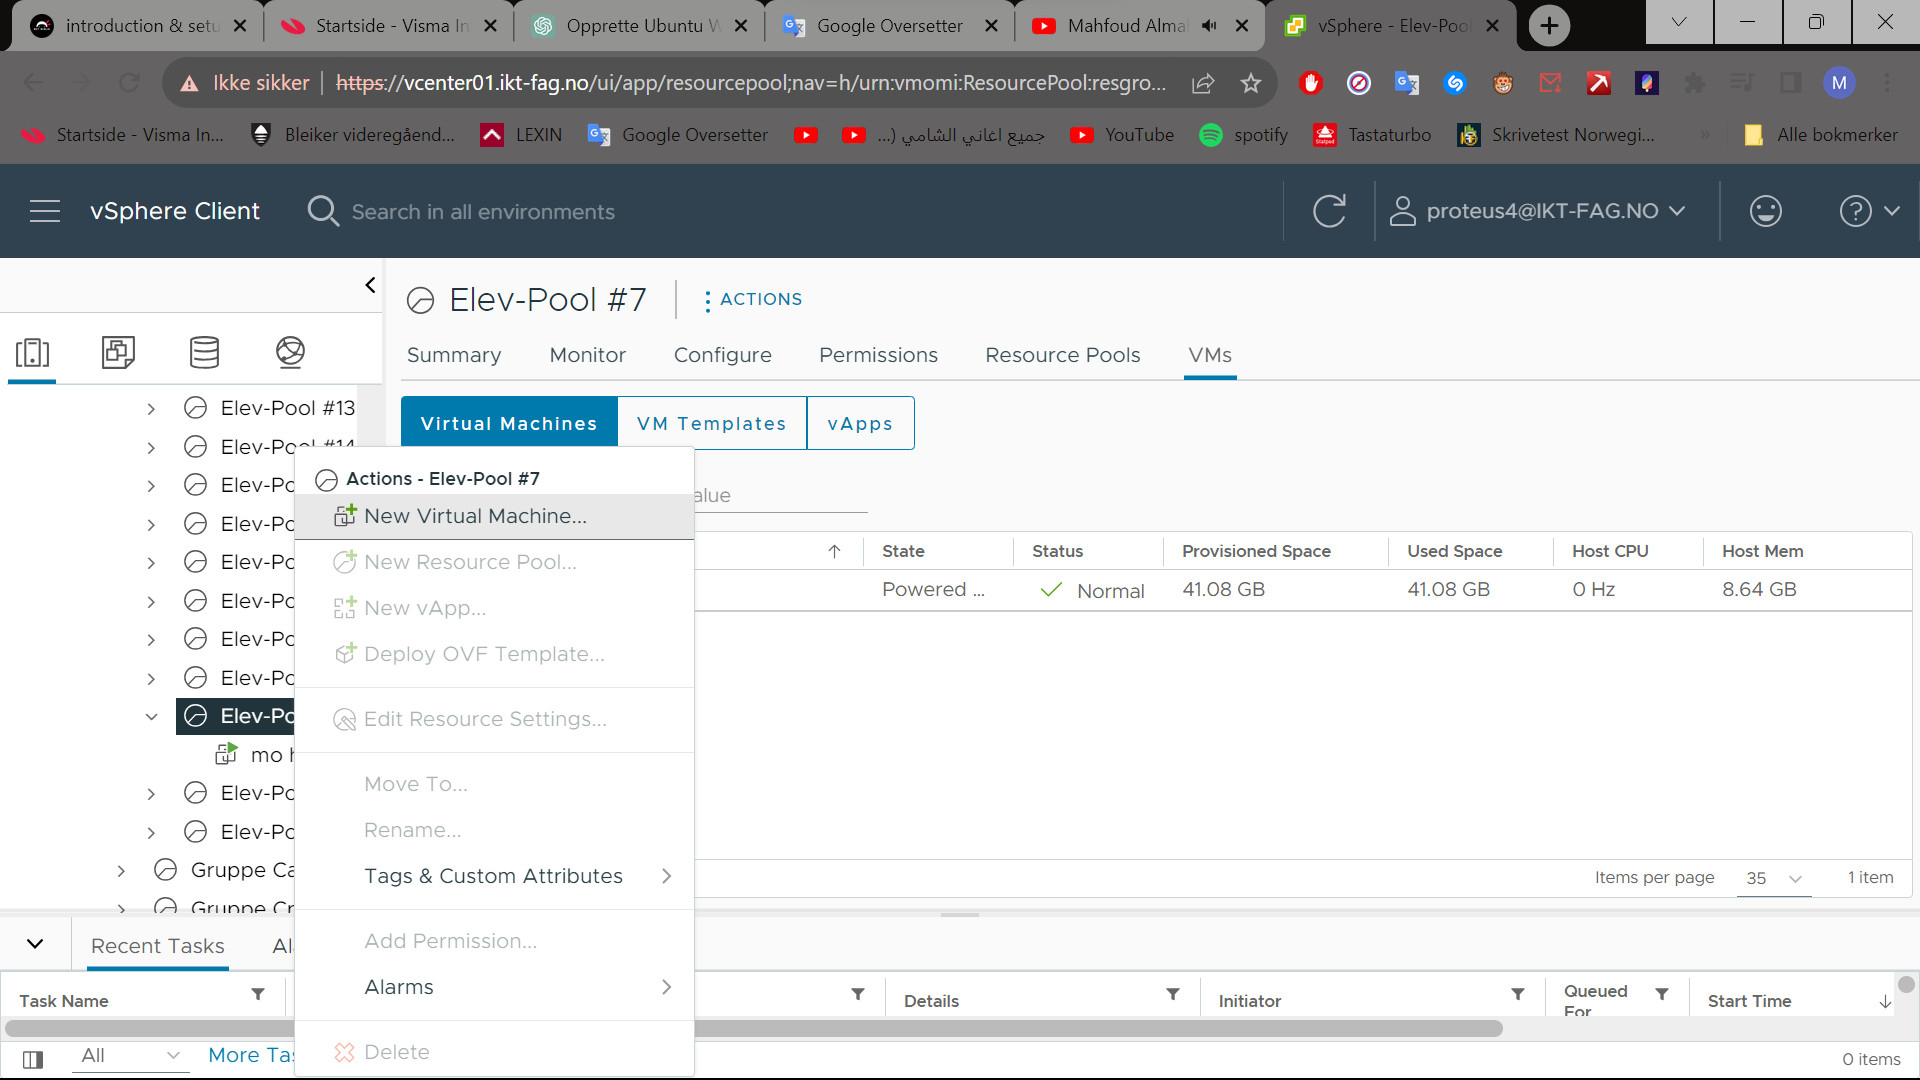 introduction & setu
Startside - Visma In
Opprette Ubuntu W
Google Oversetter
Mahfoud Almal
vSphere - Elev-Pool
Ikke sikker
https://vcenter01.ikt-fag.no/ui/app/resourcepool;nav=h/urn:vmomi:ResourcePool:resgro...
M
Startside - Visma In...
Bleiker videregåend...
LEXIN
Google Oversetter
جميع اغاني الشامي (...
YouTube
spotify
Tastaturbo
Skrivetest Norwegi...
»
Alle bokmerker
vSphere Client
Search in all environments
proteus4@IKT-FAG.NO
Elev-Pool #7
ACTIONS
Summary
Monitor
Configure
Permissions
Resource Pools
VMs
Elev-Pool #13
Elev-Pool #14
Elev-Po
Elev-Po
Elev-Po
Elev-Po
Elev-Po
Elev-Po
Elev-Po
mo h
Elev-Po
Elev-Po
Gruppe Ca
Gruppe Cr
Virtual Machines
VM Templates
vApps
alue
Actions - Elev-Pool #7
New Virtual Machine...
New Resource Pool...
New vApp...
Deploy OVF Template...
Edit Resource Settings...
Move To...
Rename...
Tags & Custom Attributes
Add Permission...
Alarms
Delete
State
Status
Provisioned Space
Used Space
Host CPU
Host Mem
Powered ...
Normal
41.08 GB
41.08 GB
0 Hz
8.64 GB
Items per page
35
1 item
Recent Tasks
Al
Task Name
Details
Initiator
Queued For
Start Time
All
More Tas
0 items